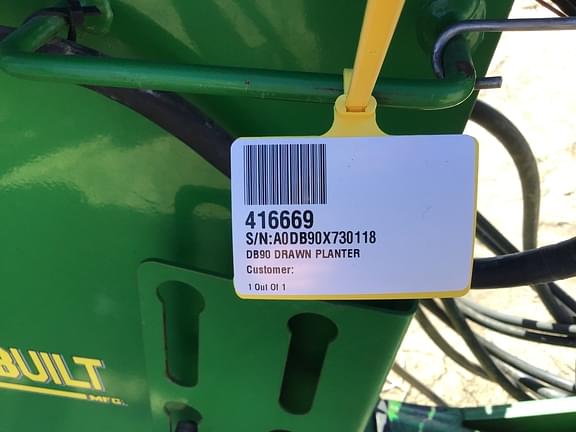 416669
S/N:A0DB90X730118
DB90 DRAWN PLANTER
Customer:
1 Out Of 1
BUILT
MFG.